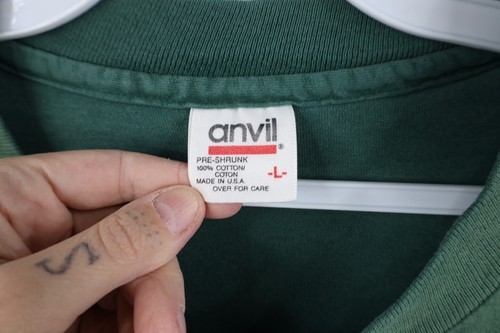 anvil®
PRE-SHRUNK
100% COTTON/
COTON
-L-
MADE IN U.S.A.
OVER FOR CARE
S